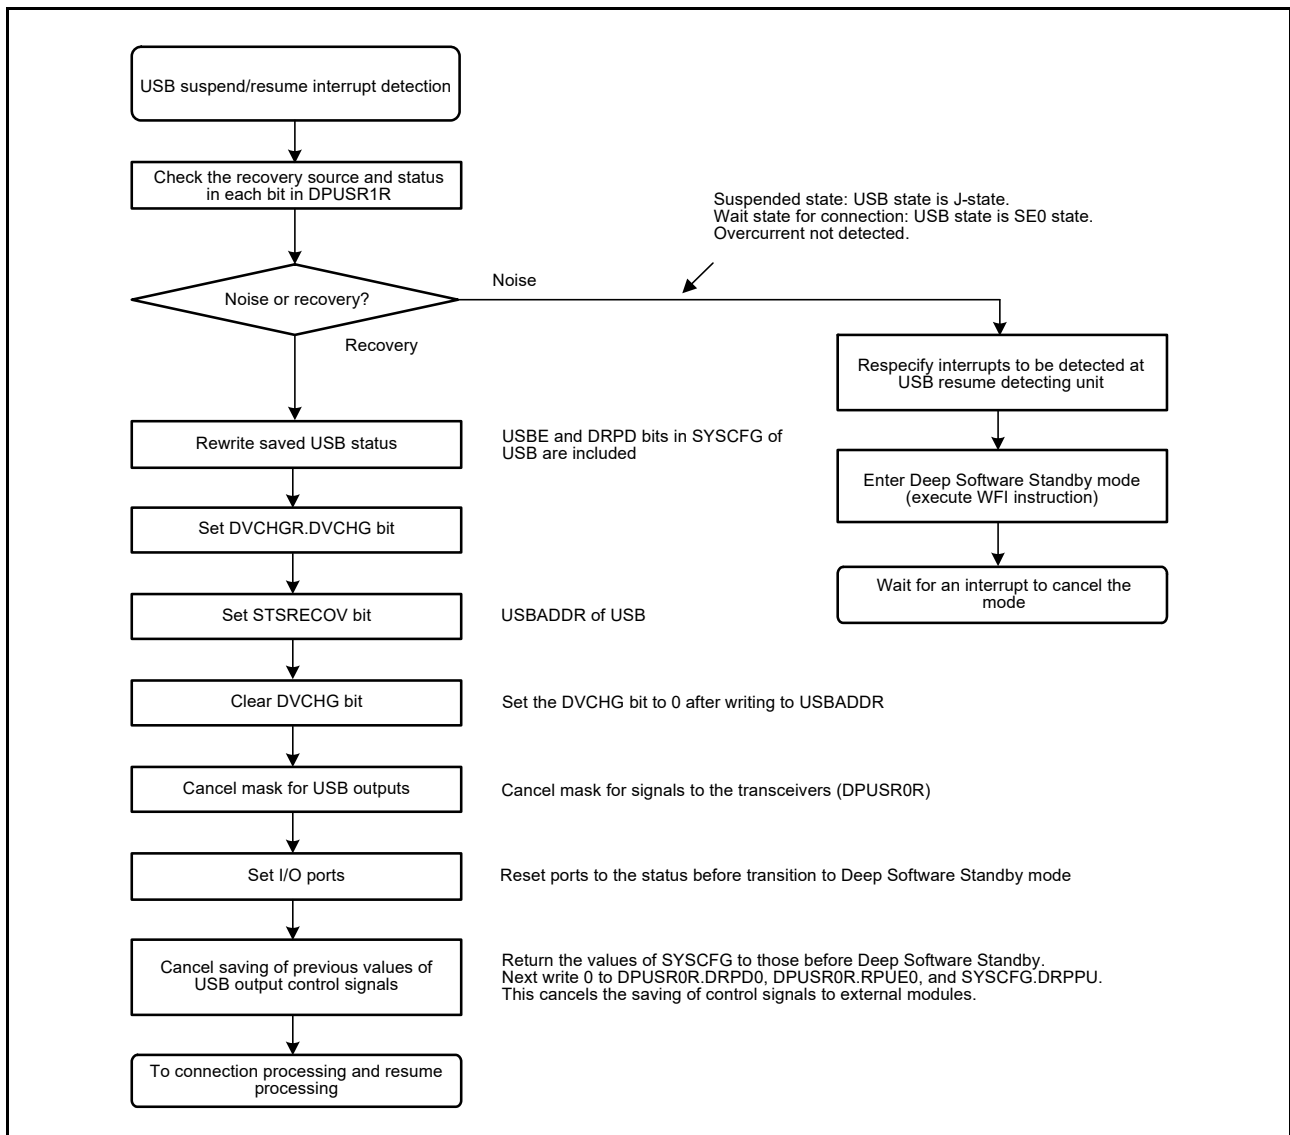 USB suspend/resume interrupt detection
Check the recovery source and status
in each bit in DPUSR1R
Suspended state: USB state is J-state.
Wait state for connection: USB state is SE0 state.
Overcurrent not detected.
Noise or recovery?
Noise
Recovery
Respecify interrupts to be detected at
USB resume detecting unit
Enter Deep Software Standby mode
(execute WFI instruction)
Wait for an interrupt to cancel the
mode
Rewrite saved USB status
USBE and DRPD bits in SYSCFG of
USB are included
Set DVCHGR.DVCHG bit
Set STSRECOV bit
USBADDR of USB
Clear DVCHG bit
Set the DVCHG bit to 0 after writing to USBADDR
Cancel mask for USB outputs
Cancel mask for signals to the transceivers (DPUSR0R)
Set I/O ports
Reset ports to the status before transition to Deep Software Standby mode
Cancel saving of previous values of
USB output control signals
Return the values of SYSCFG to those before Deep Software Standby.
Next write 0 to DPUSR0R.DRPD0, DPUSR0R.RPUE0, and SYSCFG.DRPPU.
This cancels the saving of control signals to external modules.
To connection processing and resume
processing